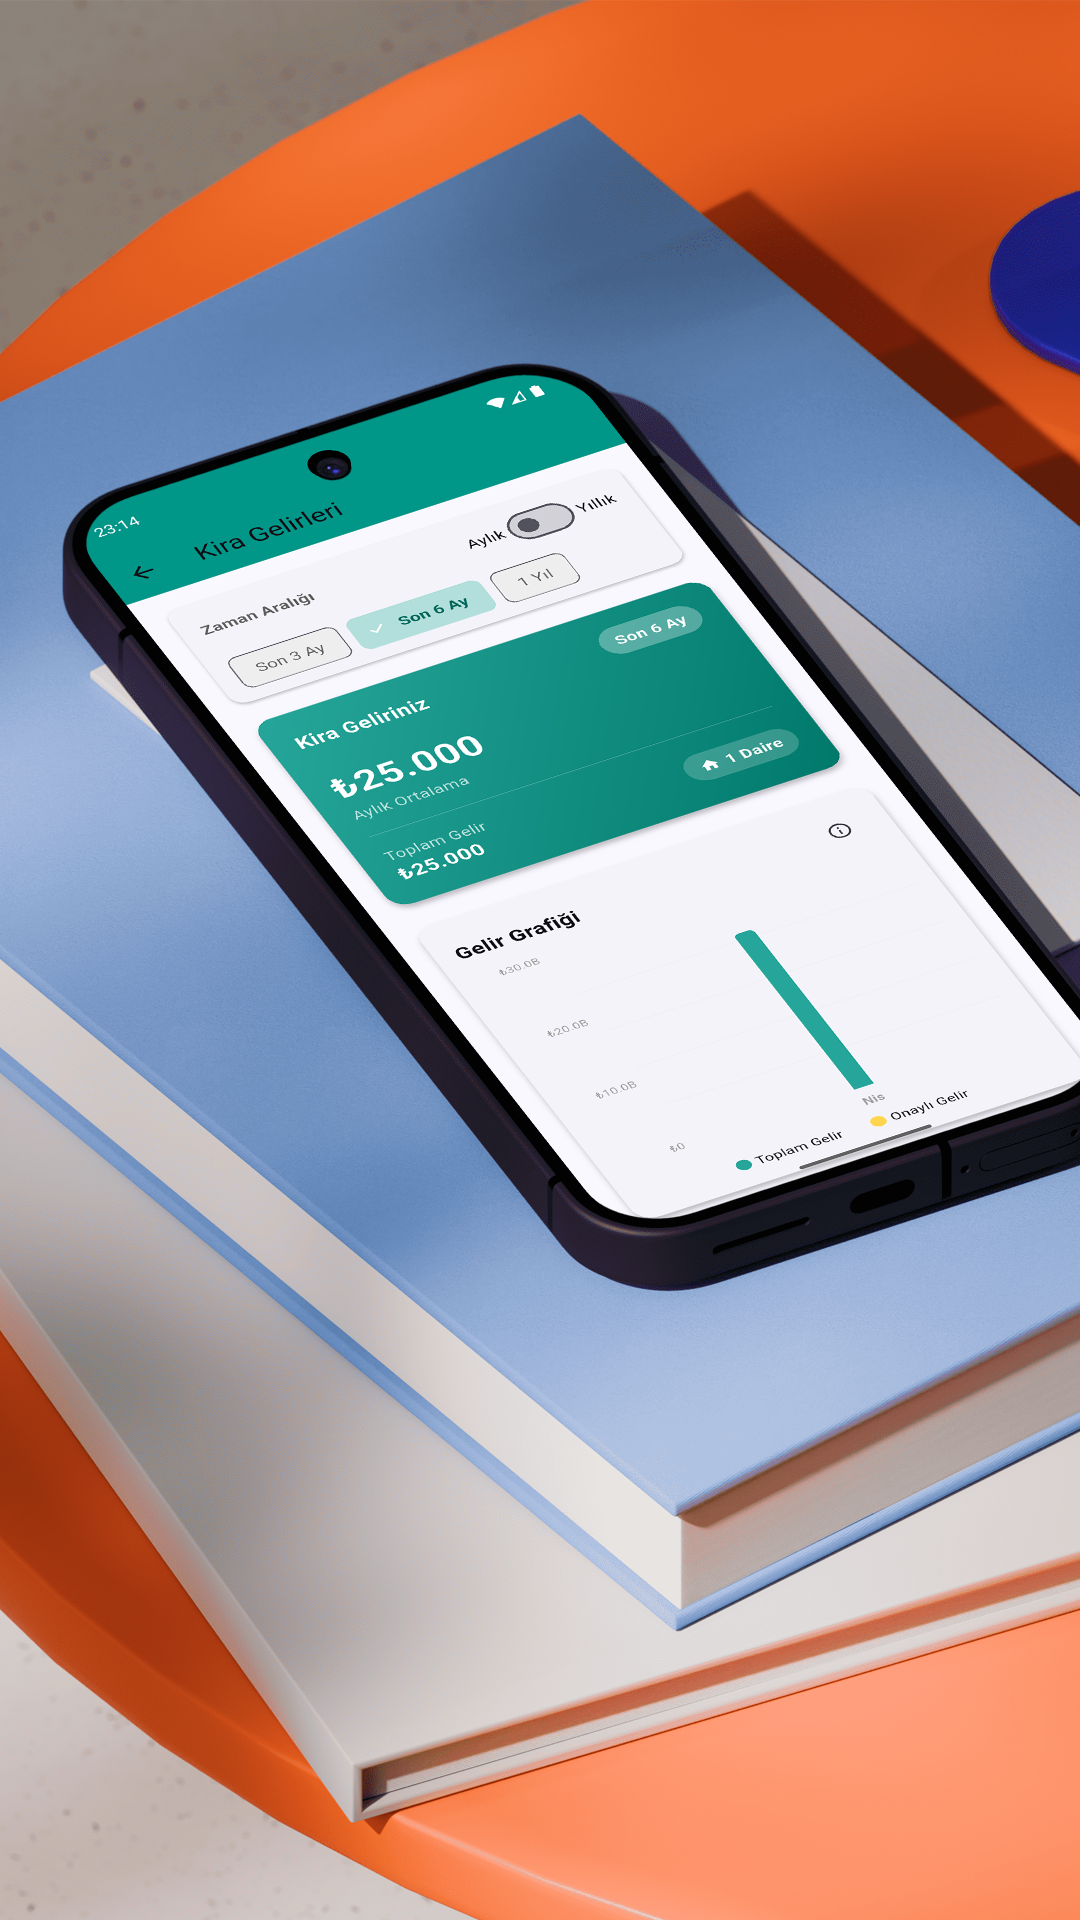 23:14
Kira Gelirleri
Aylık
Yıllık
Zaman Aralığı
Son 3 Ay
Son 6 Ay
1 Yıl
Son 6 Ay
Kira Geliriniz
₺25.000
Aylık Ortalama
1 Daire
Toplam Gelir
₺25.000
Gelir Grafiği
₺30.0B
₺20.0B
₺10.0B
₺0
Nis
Toplam Gelir
Onaylı Gelir